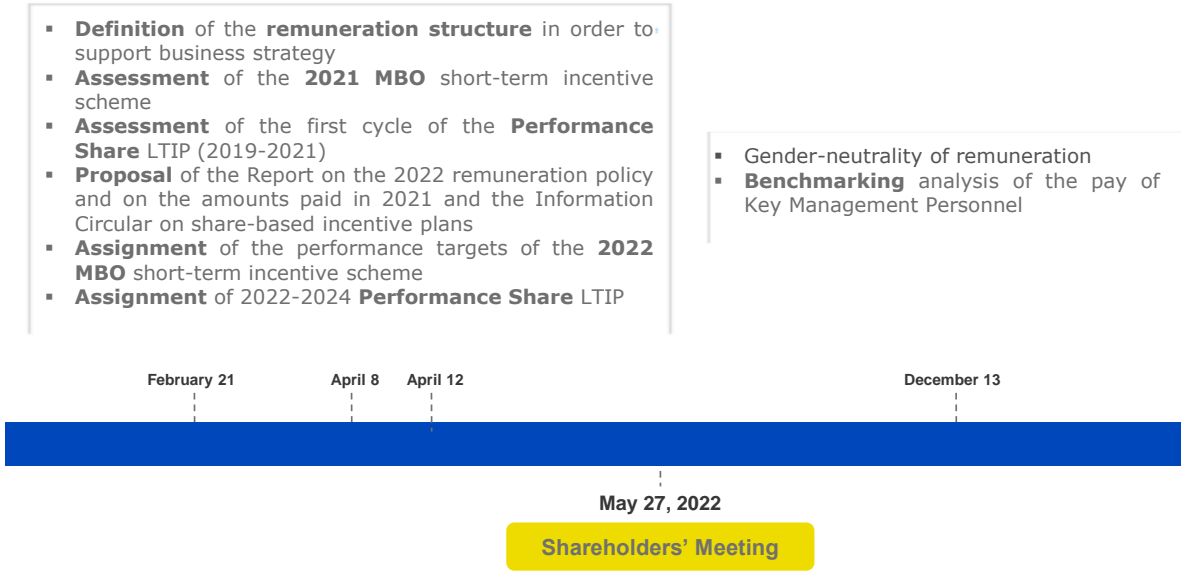 ▪ Definition of the remuneration structure in order to
support business strategy
▪ Assessment of the 2021 MBO short-term incentive
scheme
▪ Assessment of the first cycle of the Performance
Share LTIP (2019-2021)
▪ Proposal of the Report on the 2022 remuneration policy
and on the amounts paid in 2021 and the Information
Circular on share-based incentive plans
▪ Assignment of the performance targets of the 2022
MBO short-term incentive scheme
▪ Assignment of 2022-2024 Performance Share LTIP
▪ Gender-neutrality of remuneration
▪ Benchmarking analysis of the pay of
Key Management Personnel
February 21 April 8 April 12 December 13
May 27, 2022
Shareholders’ Meeting